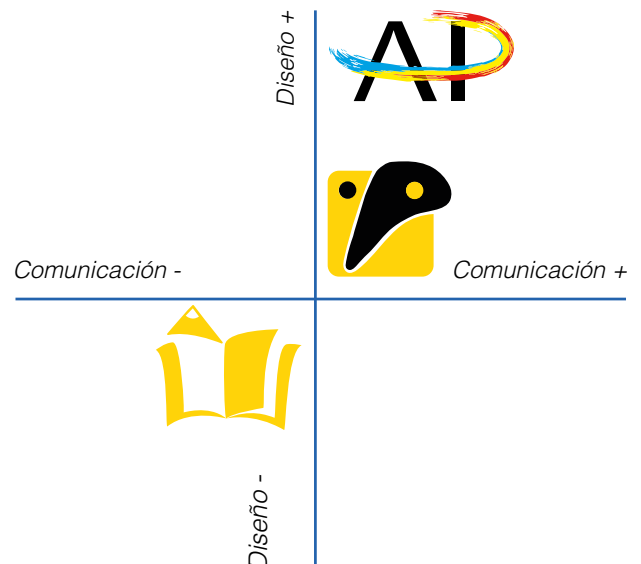 Diseño +
AP
Comunicación -
Comunicación +
Diseño -